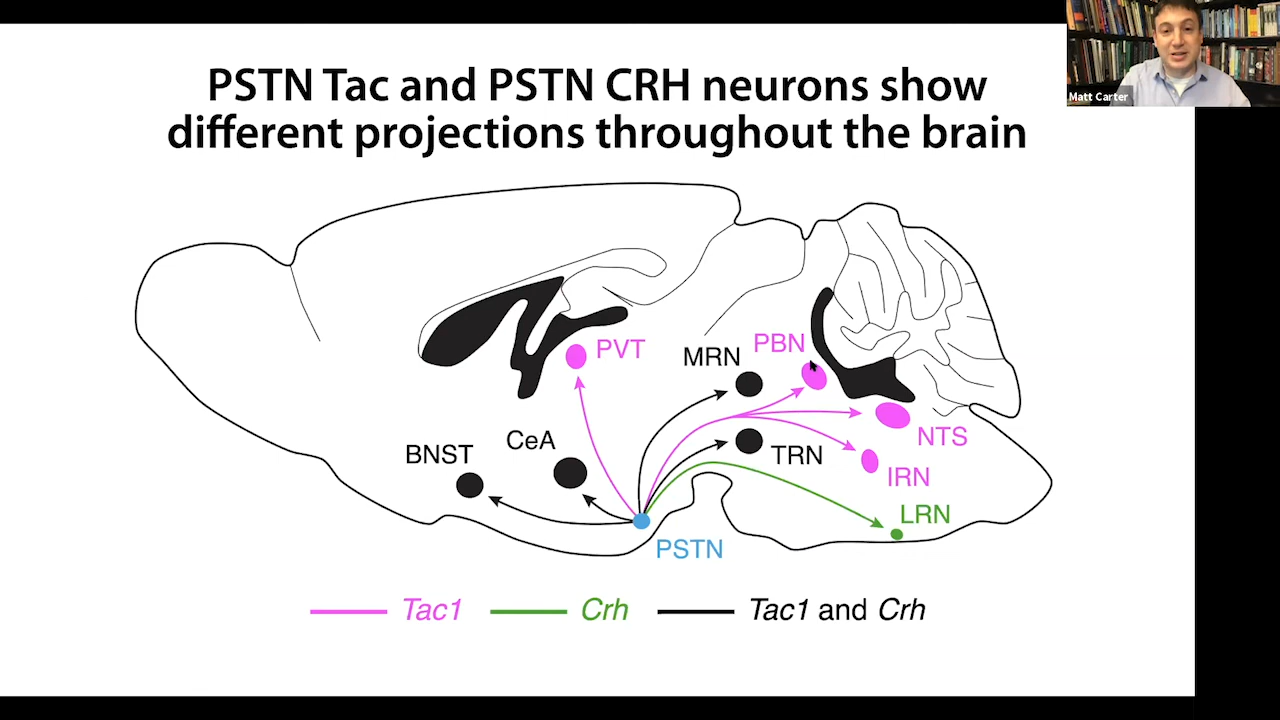 Matt Carter
PSTN Tac and PSTN CRH neurons show
different projections throughout the brain
PVT
MRN
PBN
BNST
CeA
TRN
NTS
IRN
LRN
PSTN
Tac1
Crh
Tac1 and Crh